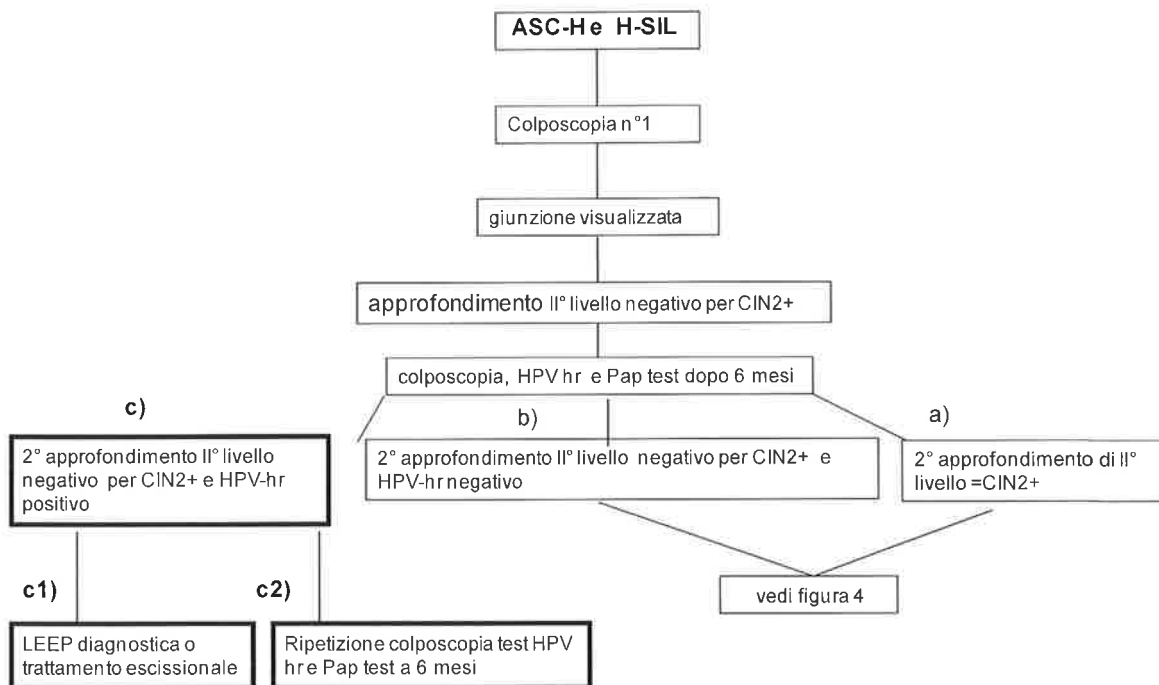 ASC-H e H-SIL
Colposcopia n°1
giunzione visualizzata
approfondimento II° livello negativo per CIN2+
colposcopia, HPV hr e Pap test dopo 6 mesi
c)
b)
a)
2° approfondimento II° livello
negativo per CIN2+ e HPV-hr
positivo
2° approfondimento II° livello negativo per CIN2+ e
HPV-hr negativo
2° approfondimento di II°
livello =CIN2+
c1)
c2)
vedi figura 4
LEEP diagnostica o
trattamento escissionale
Ripetizione colposcopia test HPV
hr e Pap test a 6 mesi